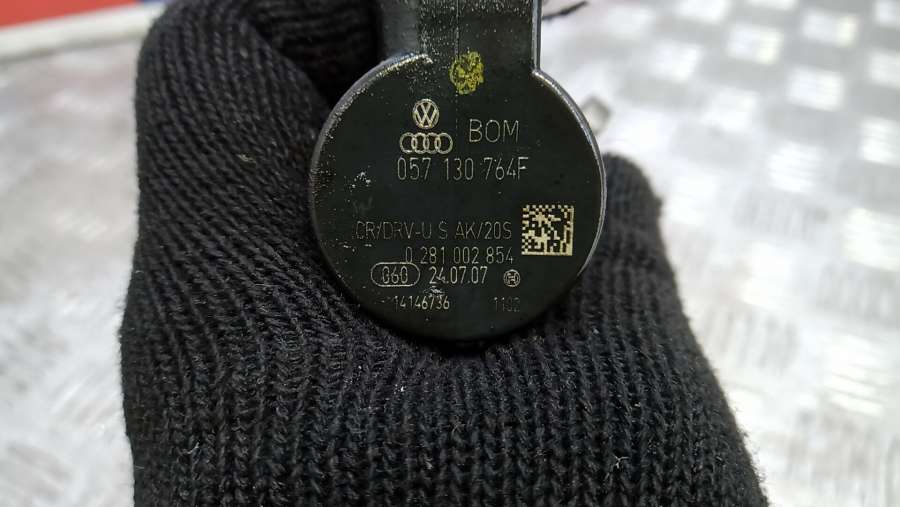 BOM
057 130 764F
CR/DRV-U S AK/20S
0 281 002 854
060 24.07.07
14146736 1102